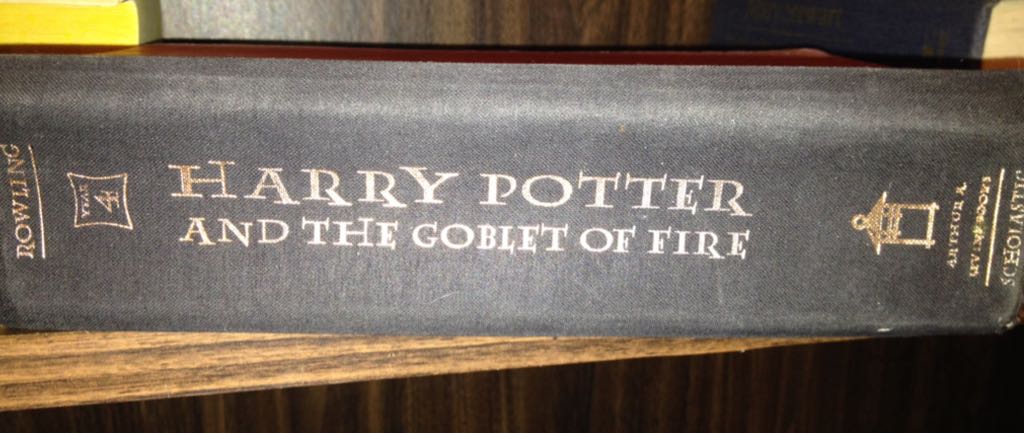 ROWLING
YEAR
4
HARRY POTTER
AND THE GOBLET OF FIRE
ARTHUR A.
LEVINE BOOKS
SCHOLASTIC